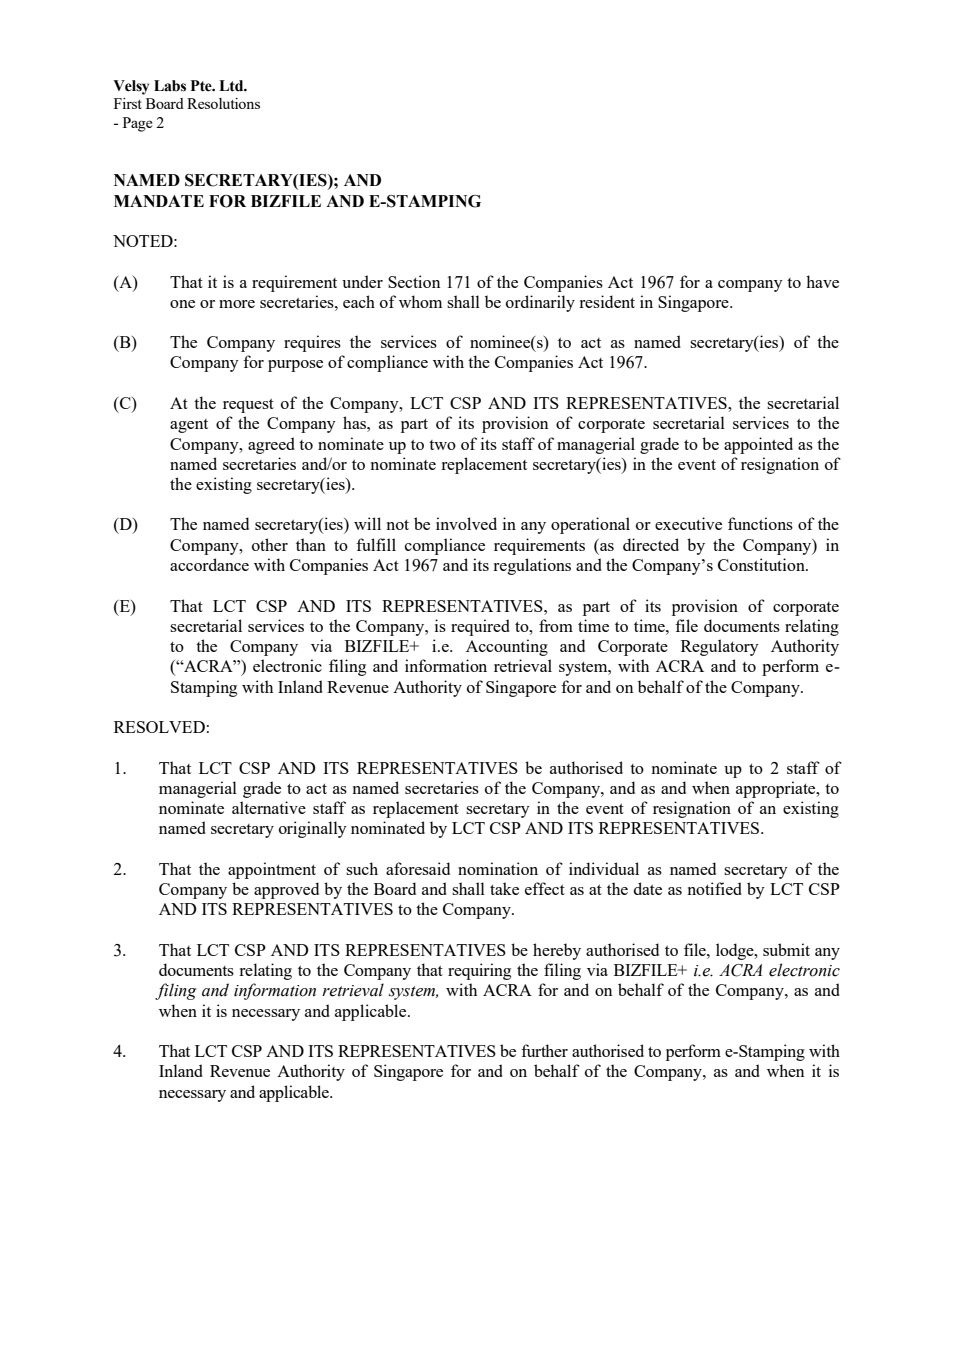 Velsy Labs Pte. Ltd.
First Board Resolutions
- Page 2
NAMED SECRETARY(IES); AND
MANDATE FOR BIZFILE AND E-STAMPING
NOTED:
(A) That it is a requirement under Section 171 of the Companies Act 1967 for a company to have
one or more secretaries, each of whom shall be ordinarily resident in Singapore.
(B) The Company requires the services of nominee(s) to act as named secretary(ies) of the
Company for purpose of compliance with the Companies Act 1967.
(C) At the request of the Company, LCT CSP AND ITS REPRESENTATIVES, the secretarial
agent of the Company has, as part of its provision of corporate secretarial services to the
Company, agreed to nominate up to two of its staff of managerial grade to be appointed as the
named secretaries and/or to nominate replacement secretary(ies) in the event of resignation of
the existing secretary(ies).
(D) The named secretary(ies) will not be involved in any operational or executive functions of the
Company, other than to fulfill compliance requirements (as directed by the Company) in
accordance with Companies Act 1967 and its regulations and the Company’s Constitution.
(E) That LCT CSP AND ITS REPRESENTATIVES, as part of its provision of corporate
secretarial services to the Company, is required to, from time to time, file documents relating
to the Company via BIZFILE+ i.e. Accounting and Corporate Regulatory Authority
(“ACRA”) electronic filing and information retrieval system, with ACRA and to perform e-
Stamping with Inland Revenue Authority of Singapore for and on behalf of the Company.
RESOLVED:
1. That LCT CSP AND ITS REPRESENTATIVES be authorised to nominate up to 2 staff of
managerial grade to act as named secretaries of the Company, and as and when appropriate, to
nominate alternative staff as replacement secretary in the event of resignation of an existing
named secretary originally nominated by LCT CSP AND ITS REPRESENTATIVES.
2. That the appointment of such aforesaid nomination of individual as named secretary of the
Company be approved by the Board and shall take effect as at the date as notified by LCT CSP
AND ITS REPRESENTATIVES to the Company.
3. That LCT CSP AND ITS REPRESENTATIVES be hereby authorised to file, lodge, submit any
documents relating to the Company that requiring the filing via BIZFILE+ i.e. ACRA electronic
filing and information retrieval system, with ACRA for and on behalf of the Company, as and
when it is necessary and applicable.
4. That LCT CSP AND ITS REPRESENTATIVES be further authorised to perform e-Stamping with
Inland Revenue Authority of Singapore for and on behalf of the Company, as and when it is
necessary and applicable.